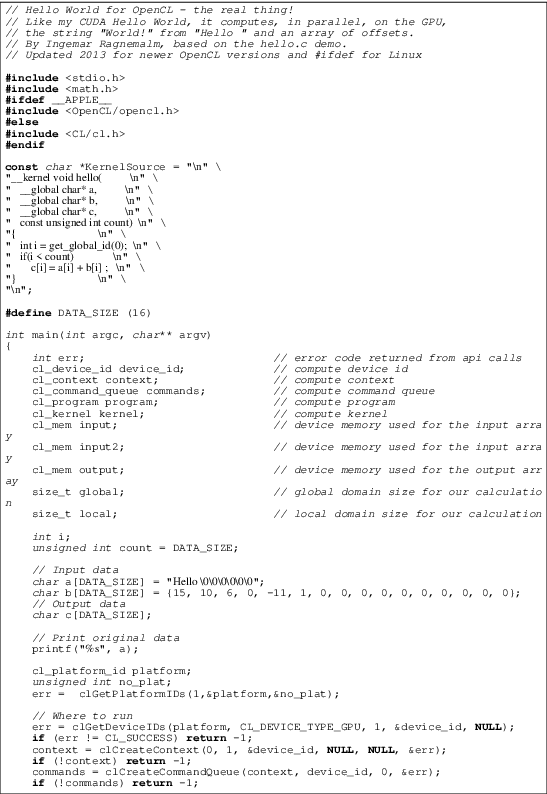 // Hello World for OpenCL - the real thing!
// Like my CUDA Hello World, it computes, in parallel, on the GPU,
// the string "World!" from "Hello " and an array of offsets.
// By Ingemar Ragnemalm, based on the hello.c demo.
// Updated 2013 for newer OpenCL versions and #ifdef for Linux

#include <stdio.h>
#include <math.h>
#ifdef __APPLE__
#include <OpenCL/opencl.h>
#else
#include <CL/cl.h>
#endif

const char *KernelSource = "\n" \
"__kernel void hello( \n" \
" __global char* a, \n" \
" __global char* b, \n" \
" __global char* c, \n" \
" const unsigned int count) \n" \
"{ \n" \
" int i = get_global_id(0); \n" \
" if(i < count) \n" \
" c[i] = a[i] + b[i] ; \n" \
"} \n" \
"\n";

#define DATA_SIZE (16)

int main(int argc, char** argv)
{
    int err; // error code returned from api calls
    cl_device_id device_id; // compute device id
    cl_context context; // compute context
    cl_command_queue commands; // compute command queue
    cl_program program; // compute program
    cl_kernel kernel; // compute kernel
    cl_mem input; // device memory used for the input arra
y
    cl_mem input2; // device memory used for the input arra
y
    cl_mem output; // device memory used for the output arr
ay
    size_t global; // global domain size for our calculatio
n
    size_t local; // local domain size for our calculation

    int i;
    unsigned int count = DATA_SIZE;

    // Input data
    char a[DATA_SIZE] = "Hello \0\0\0\0\0\0";
    char b[DATA_SIZE] = {15, 10, 6, 0, -11, 1, 0, 0, 0, 0, 0, 0, 0, 0, 0, 0};
    // Output data
    char c[DATA_SIZE];

    // Print original data
    printf("%s", a);

    cl_platform_id platform;
    unsigned int no_plat;
    err =  clGetPlatformIDs(1,&platform,&no_plat);

    // Where to run
    err = clGetDeviceIDs(platform, CL_DEVICE_TYPE_GPU, 1, &device_id, NULL);
    if (err != CL_SUCCESS) return -1;
    context = clCreateContext(0, 1, &device_id, NULL, NULL, &err);
    if (!context) return -1;
    commands = clCreateCommandQueue(context, device_id, 0, &err);
    if (!commands) return -1;